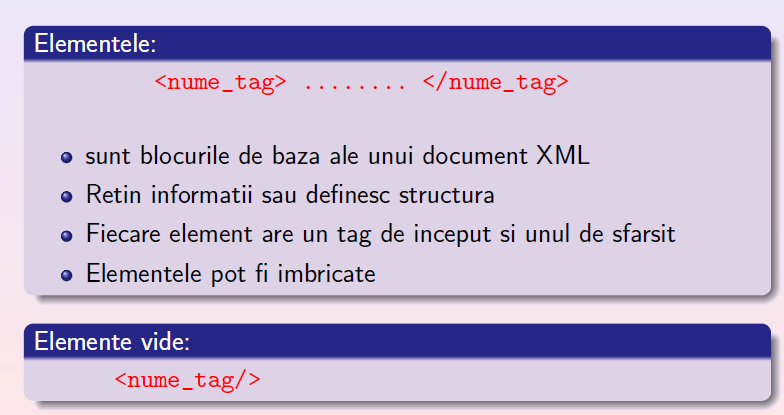 Elementele:
<nume_tag> ........ </nume_tag>
sunt blocurile de baza ale unui document XML
Retin informatii sau definesc structura
Fiecare element are un tag de inceput si unul de sfarsit
Elementele pot fi imbricate
Elemente vide:
<nume_tag/>